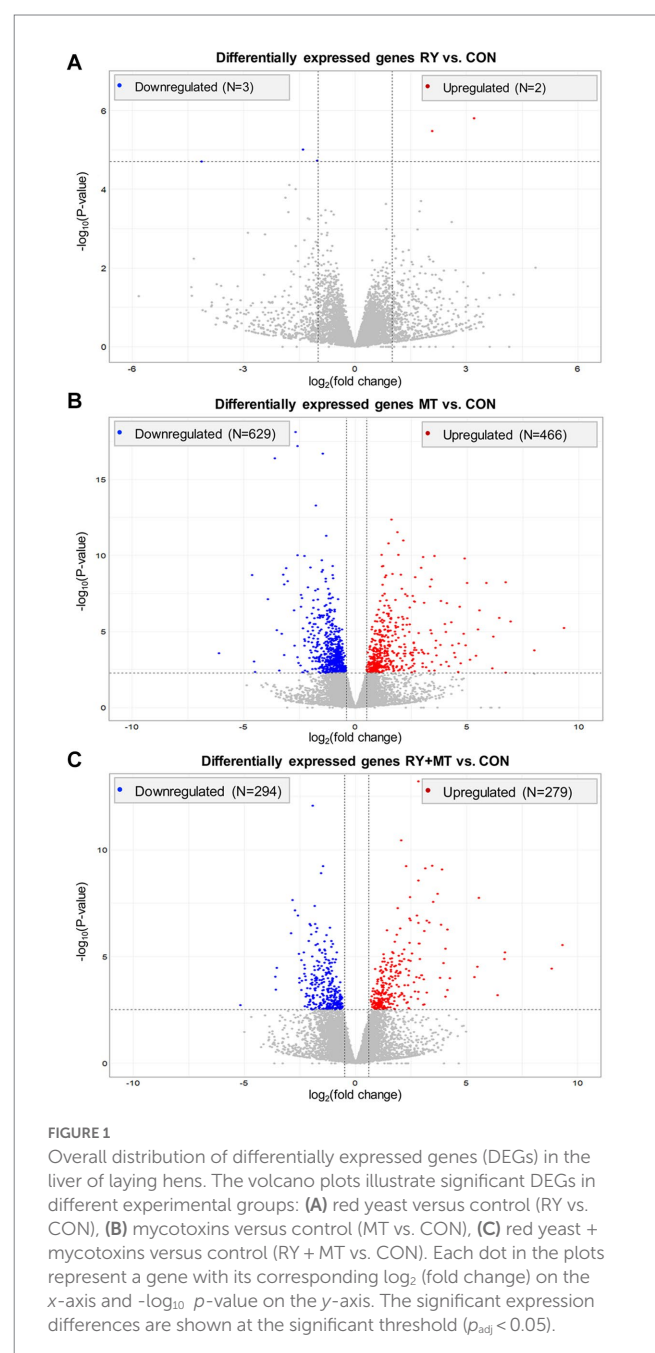 A
Differentially expressed genes RY vs. CON
Downregulated (N=3)
Upregulated (N=2)
6
4
2
0
-log10(P-value)
-6
-3
0
3
6
log2(fold change)
B
Differentially expressed genes MT vs. CON
Downregulated (N=629)
Upregulated (N=466)
15
10
5
0
-log10(P-value)
-10
-5
0
5
10
log2(fold change)
C
Differentially expressed genes RY+MT vs. CON
Downregulated (N=294)
Upregulated (N=279)
10
5
0
-log10(P-value)
-10
-5
0
5
10
log2(fold change)
FIGURE 1
Overall distribution of differentially expressed genes (DEGs) in the
liver of laying hens. The volcano plots illustrate significant DEGs in
different experimental groups: (A) red yeast versus control (RY vs.
CON), (B) mycotoxins versus control (MT vs. CON), (C) red yeast +
mycotoxins versus control (RY + MT vs. CON). Each dot in the plots
represent a gene with its corresponding log2 (fold change) on the
x-axis and -log10 p-value on the y-axis. The significant expression
differences are shown at the significant threshold (padj < 0.05).